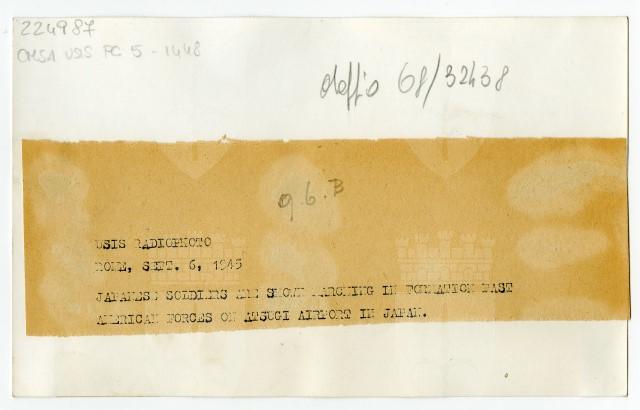 224987
CMSA USIS FC 5 - 1448
68/32438
9.6.B
USIS RADIOPHOTO
ROME, SEPT. 6, 1945
JAPANESE SOLDIERS ARE SHOWN MARCHING IN FORMATION PAST
AMERICAN FORCES ON ATSUGI AIRPORT IN JAPAN.